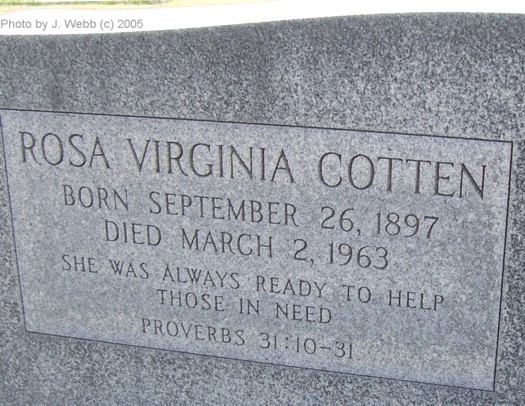 Photo by J. Webb (c) 2005
ROSA VIRGINIA COTTEN
BORN SEPTEMBER 26, 1897
DIED MARCH 2, 1963
SHE WAS ALWAYS READY TO HELP
THOSE IN NEED
PROVERBS 31:10-31